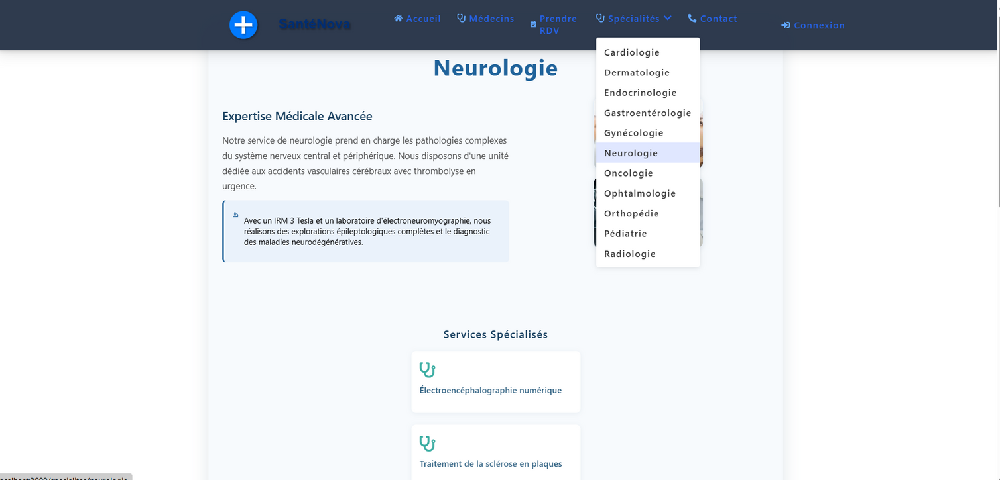 SantéNova
Accueil
Médecins
Prendre
RDV
Spécialités
Contact
Connexion
Cardiologie
Dermatologie
Endocrinologie
Gastroentérologie
Gynécologie
Neurologie
Oncologie
Ophtalmologie
Orthopédie
Pédiatrie
Radiologie
Neurologie
Expertise Médicale Avancée
Notre service de neurologie prend en charge les pathologies complexes
du système nerveux central et périphérique. Nous disposons d'une unité
dédiée aux accidents vasculaires cérébraux avec thrombolyse en
urgence.
Avec un IRM 3 Tesla et un laboratoire d'électroneuromyographie, nous
réalisons des explorations épileptologiques complètes et le diagnostic
des maladies neurodégénératives.
Services Spécialisés
Électroencéphalographie numérique
Traitement de la sclérose en plaques